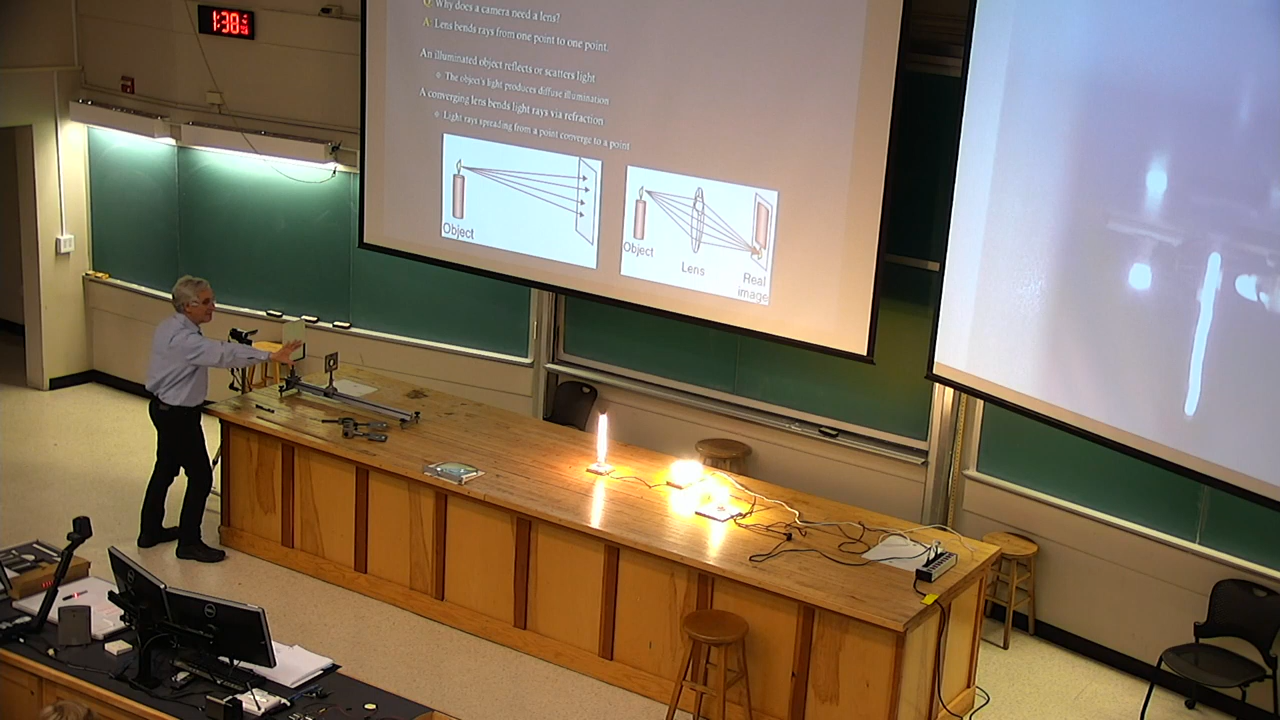 1:38
Q: Why does a camera need a lens?
A: Lens bends rays from one point to one point.
An illuminated object reflects or scatters light
The object's light produces diffuse illumination
A converging lens bends light rays via refraction
Light rays spreading from a point converge to a point
Object
Object
Lens
Real
image
DELL